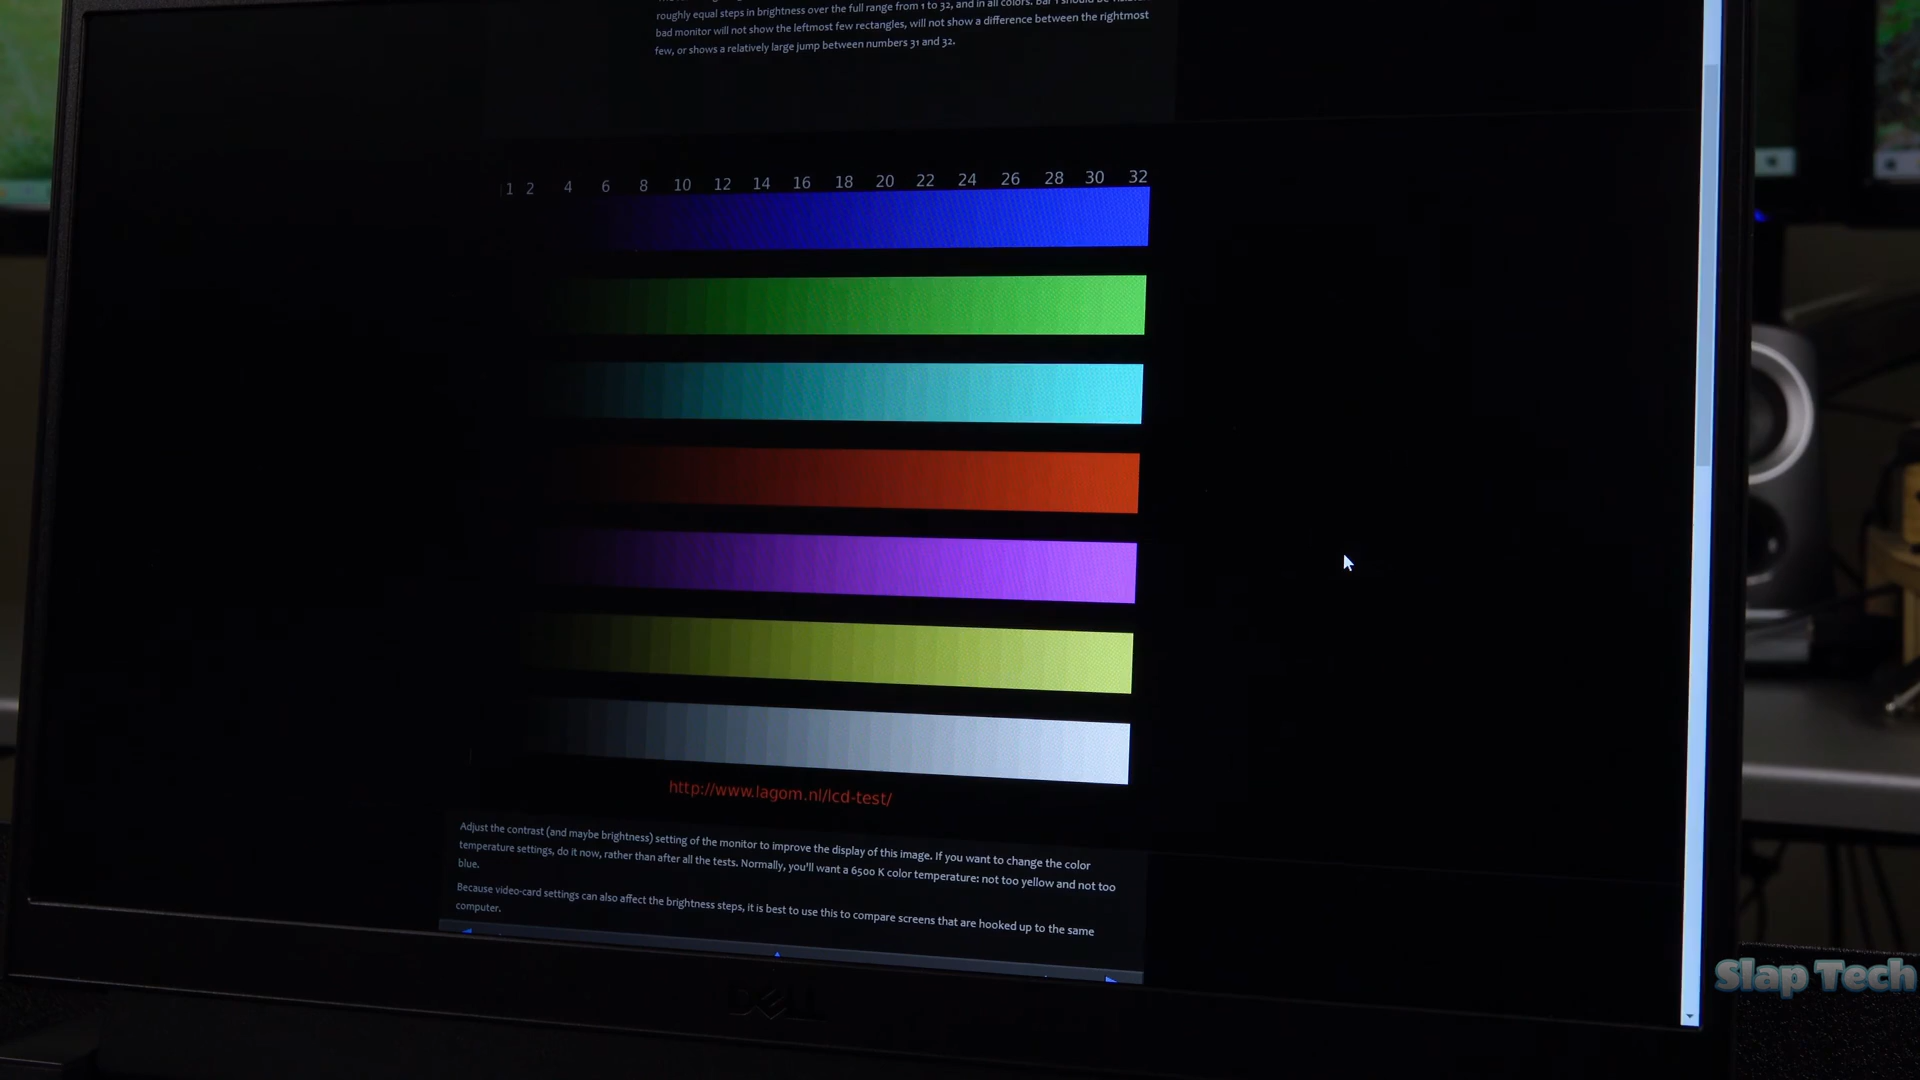 roughly equal steps in brightness over the full range from 1 to 32, and in all colors. Bar 1 should be
bad monitor will not show the leftmost few rectangles, will not show a difference between the rightmost
few, or shows a relatively large jump between numbers 31 and 32.
1 2 4 6 8 10 12 14 16 18 20 22 24 26 28 30 32
http://www.lagom.nl/lcd-test/
Adjust the contrast (and maybe brightness) setting of the monitor to improve the display of this image. If you want to change the color
temperature settings, do it now, rather than after all the tests. Normally, you'll want a 6500 K color temperature: not too yellow and not too
blue.
Because video-card settings can also affect the brightness steps, it is best to use this to compare screens that are hooked up to the same
computer.
DELL
Slap Tech